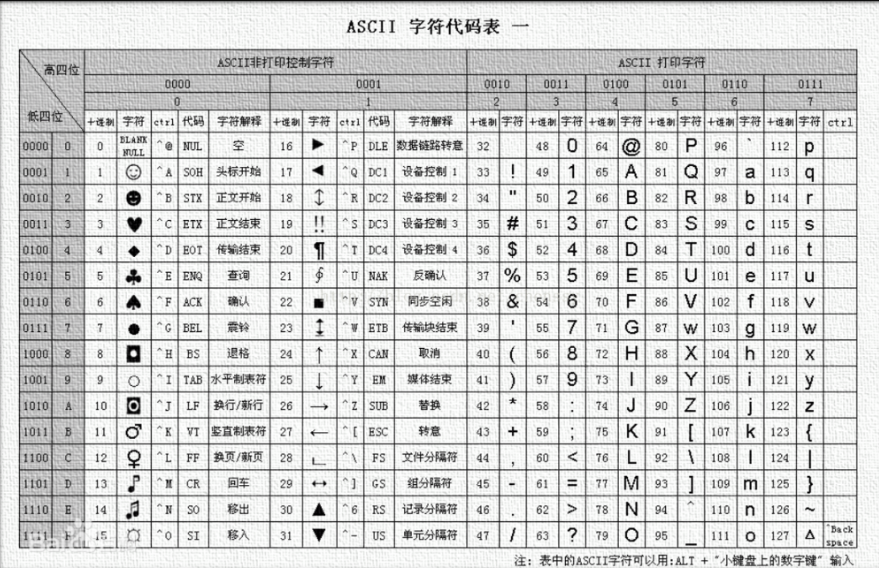 ASCII 字符代码表 一
高四位 ASCII非打印控制字符 ASCII 打印字符
0000 0001 0010 0011 0100 0101 0110 0111
0 1 2 3 4 5 6 7
低四位 十进制 字符 ctrl 代码 字符解释 十进制 字符 ctrl 代码 字符解释 十进制 字符 十进制 字符 十进制 字符 十进制 字符 十进制 字符 十进制 字符 ctrl
0000 0 0 BLANK NULL ^@ NUL 空 16 ► ^P DLE 数据链路转意 32 48 0 64 @ 80 P 96 ` 112 p
0001 1 1 ☺ ^A SOH 头标开始 17 ◄ ^Q DC1 设备控制 1 33 ! 49 1 65 A 81 Q 97 a 113 q
0010 2 2 ☻ ^B STX 正文开始 18 ↕ ^R DC2 设备控制 2 34 " 50 2 66 B 82 R 98 b 114 r
0011 3 3 ♥ ^C ETX 正文结束 19 ‼ ^S DC3 设备控制 3 35 # 51 3 67 C 83 S 99 c 115 s
0100 4 4 ◆ ^D EOT 传输结束 20 ¶ ^T DC4 设备控制 4 36 $ 52 4 68 D 84 T 100 d 116 t
0101 5 5 ♣ ^E ENQ 查询 21 ∮ ^U NAK 反确认 37 % 53 5 69 E 85 U 101 e 117 u
0110 6 6 ♠ ^F ACK 确认 22 ■ ^V SYN 同步空闲 38 & 54 6 70 F 86 V 102 f 118 v
0111 7 7 ● ^G BEL 震铃 23 ↨ ^W ETB 传输块结束 39 ' 55 7 71 G 87 w 103 g 119 w
1000 8 8 ◘ ^H BS 退格 24 ↑ ^X CAN 取消 40 ( 56 8 72 H 88 X 104 h 120 x
1001 9 9 ○ ^I TAB 水平制表符 25 ↓ ^Y EM 媒体结束 41 ) 57 9 73 I 89 Y 105 i 121 y
1010 A 10 ◙ ^J LF 换行/新行 26 → ^Z SUB 替换 42 * 58 : 74 J 90 Z 106 j 122 z
1011 B 11 ♂ ^K VT 竖直制表符 27 ← ^[ ESC 转意 43 + 59 ; 75 K 91 [ 107 k 123 {
1100 C 12 ♀ ^L FF 换页/新页 28 ∟ ^\ FS 文件分隔符 44 , 60 < 76 L 92 \ 108 l 124 |
1101 D 13 ♪ ^M CR 回车 29 ↔ ^] GS 组分隔符 45 - 61 = 77 M 93 ] 109 m 125 }
1110 E 14 ♫ ^N SO 移出 30 ▲ ^6 RS 记录分隔符 46 . 62 > 78 N 94 ^ 110 n 126 ~
1111 F 15 ☼ ^O SI 移入 31 ▼ ^- US 单元分隔符 47 / 63 ? 79 O 95 _ 111 o 127 Δ ^Back space
注: 表中的ASCII字符可以用:ALT + "小键盘上的数字键" 输入